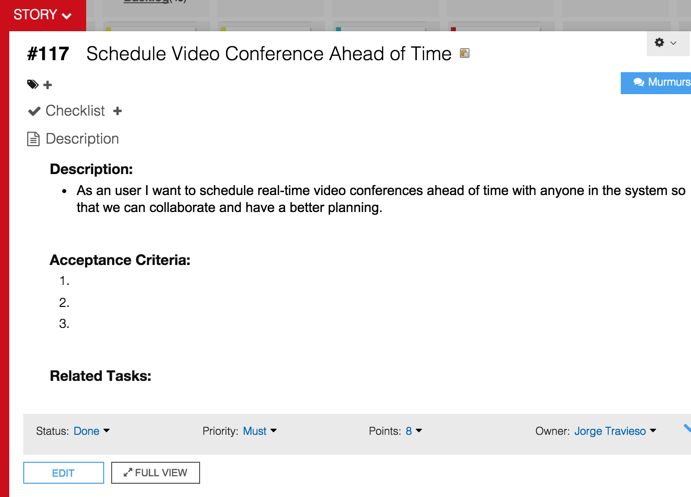 STORY
#117 Schedule Video Conference Ahead of Time
Murmurs
Checklist +
Description
Description:
• As an user I want to schedule real-time video conferences ahead of time with anyone in the system so
that we can collaborate and have a better planning.
Acceptance Criteria:
1.
2.
3.
Related Tasks:
Status: Done Priority: Must Points: 8 Owner: Jorge Travieso
EDIT FULL VIEW